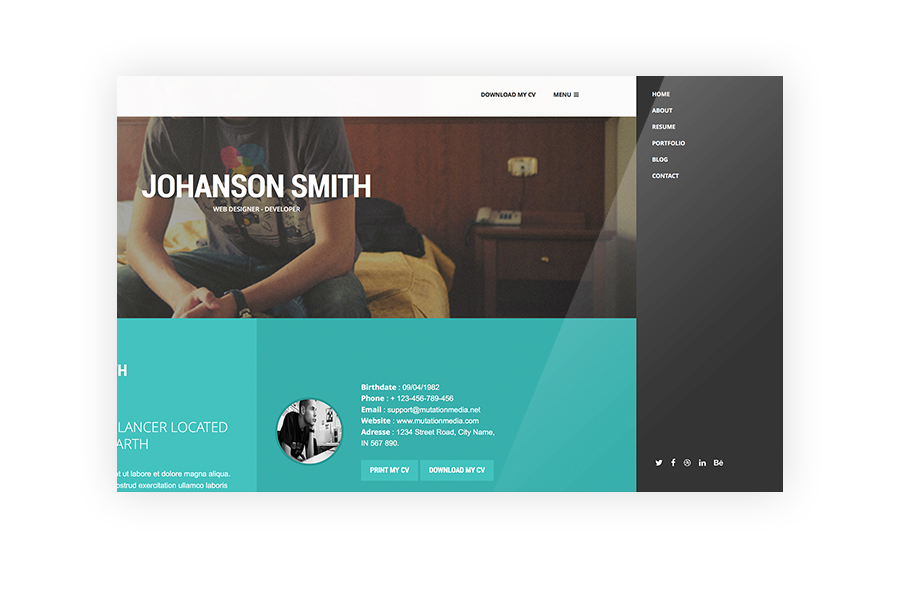 DOWNLOAD MY CV MENU
HOME
ABOUT
RESUME
PORTFOLIO
BLOG
CONTACT
JOHANSON SMITH
WEB DESIGNER - DEVELOPER
H
LANCER LOCATED
ARTH
t ut labore et dolore magna aliqua.
ostrud exercitation ullamco laboris
Birthdate : 09/04/1982
Phone : + 123-456-789-456
Email : support@mutationmedia.net
Website : www.mutationmedia.com
Adresse : 1234 Street Road, City Name,
IN 567 890.
PRINT MY CV DOWNLOAD MY CV